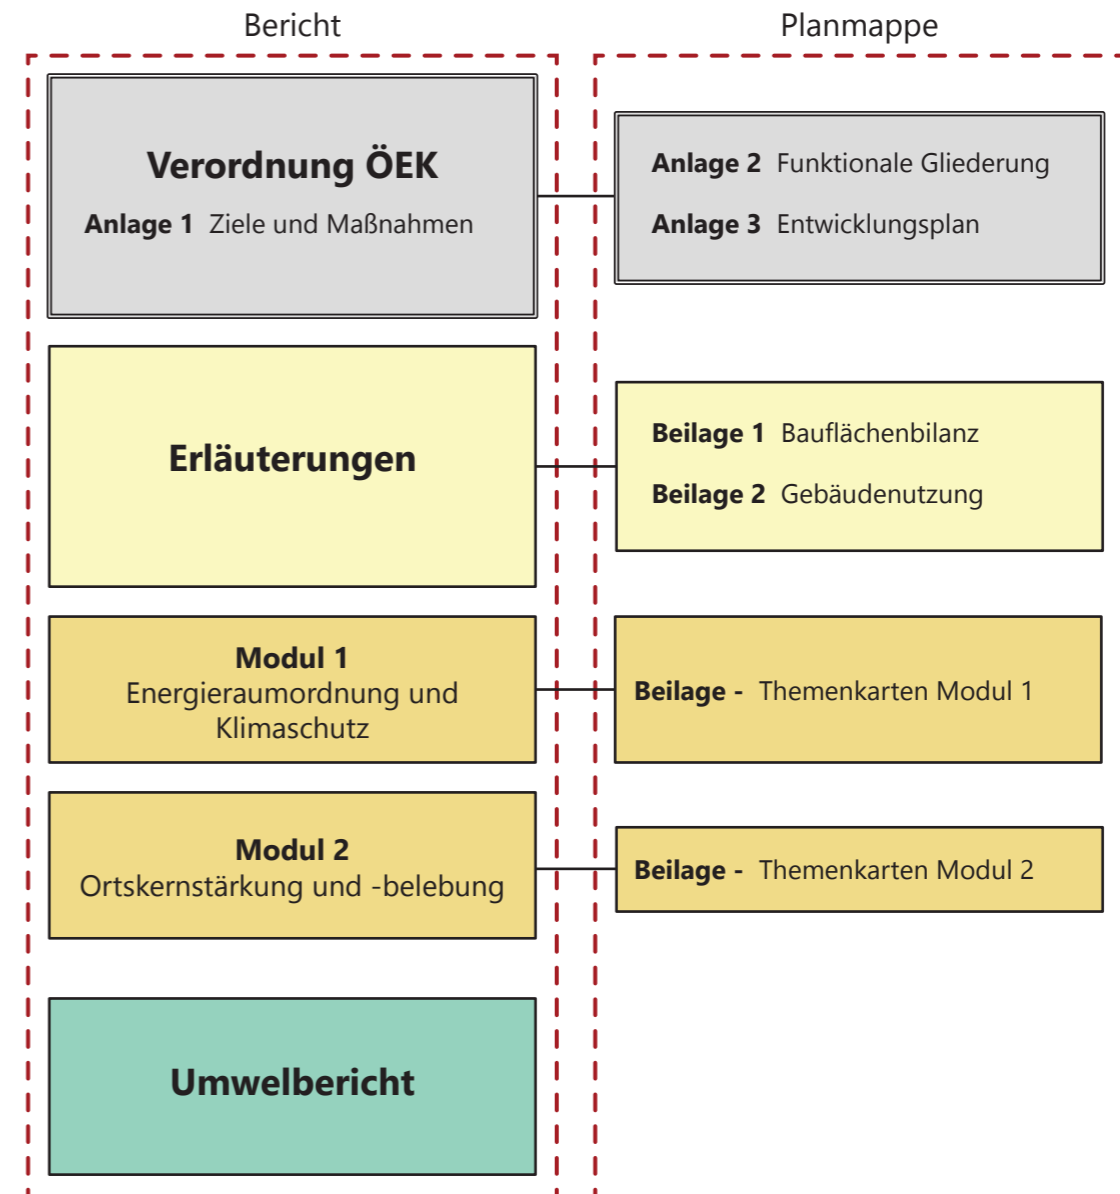 Bericht
Planmappe
Verordnung ÖEK
Anlage 1 Ziele und Maßnahmen
Anlage 2 Funktionale Gliederung
Anlage 3 Entwicklungsplan
Erläuterungen
Beilage 1 Bauflächenbilanz
Beilage 2 Gebäudenutzung
Modul 1
Energieraumordnung und
Klimaschutz
Beilage - Themenkarten Modul 1
Modul 2
Ortskernstärkung und -belebung
Beilage - Themenkarten Modul 2
Umwelbericht